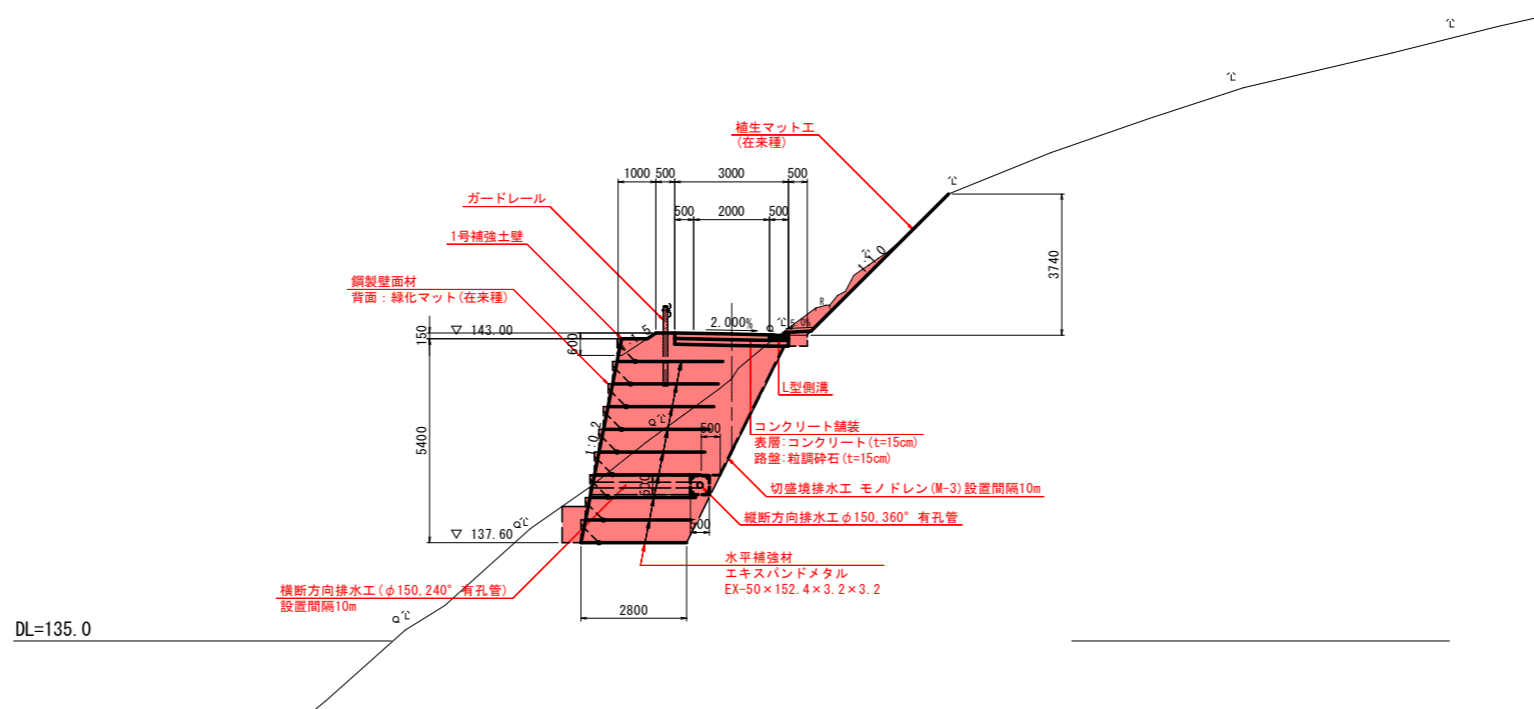 植生マット工
(在来種)
1000
500
3000
500
ガードレール
500
2000
500
1号補強土壁
1:1.0
3740
鋼製壁面材
背面：緑化マット(在来種)
R
2.000%
5.0%
▽ 143.00
1.5
150
600
L型側溝
コンクリート舗装
表層:コンクリート(t=15cm)
路盤:粒調砕石(t=15cm)
500
1:0.2
5400
600
切盛境排水工 モノドレン(M-3)設置間隔10m
縦断方向排水工φ150,360°有孔管
500
▽ 137.60
水平補強材
エキスパンドメタル
EX-50×152.4×3.2×3.2
横断方向排水工(φ150,240°有孔管)
設置間隔10m
2800
DL=135.0